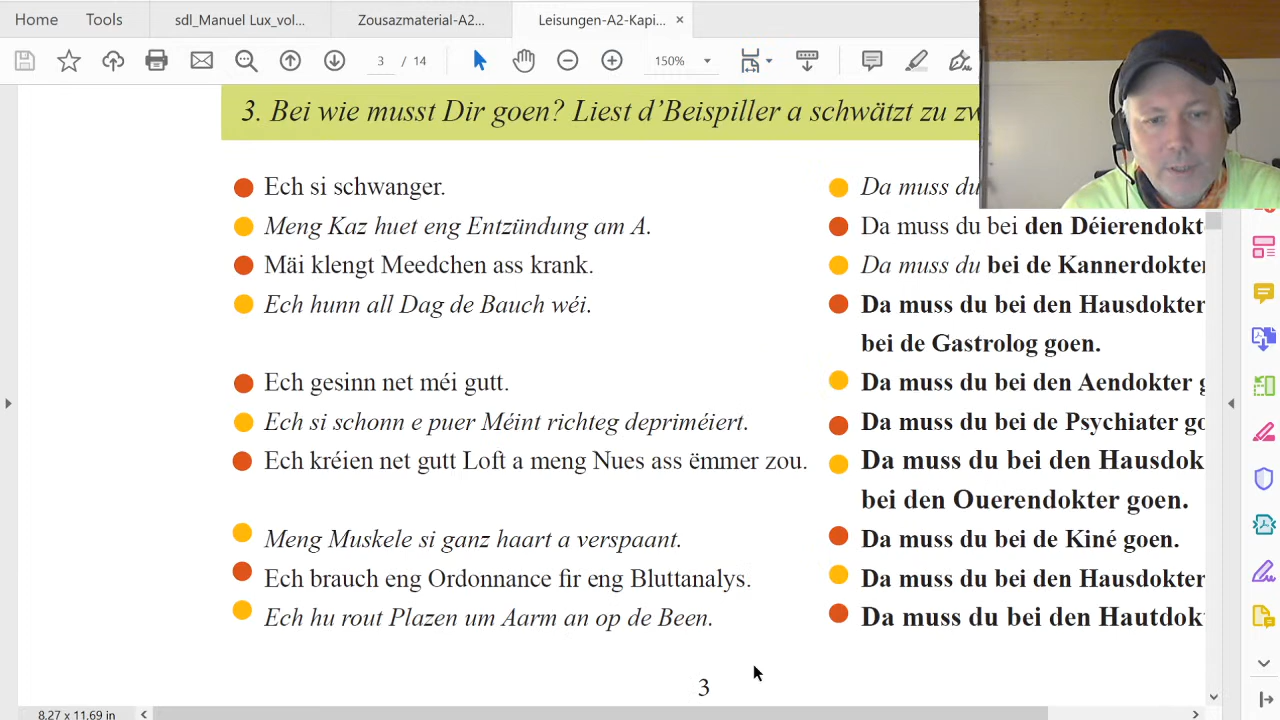 Home Tools sdl_Manuel Lux_vol... Zousazmaterial-A2... Leisungen-A2-Kapi... ×
3 / 14 150%
3. Bei wie musst Dir goen? Liest d'Beispiller a schwätzt zu
Ech si schwanger. Da muss du
Meng Kaz huet eng Entzündung am A. Da muss du bei den
Mäi klengt Meedchen ass krank. Da muss du bei de Kannerdokter
Ech hunn all Dag de Bauch wéi. Da muss du bei den Hausdokter
bei de Gastrolog goen.
Ech gesinn net méi gutt. Da muss du bei den Aendokter
Ech si schonn e puer Méint richteg depriméiert. Da muss du bei de Psychiater
Ech kréien net gutt Loft a meng Nues ass ëmmer zou. Da muss du bei den
bei den Ouerendokter goen.
Meng Muskele si ganz haart a verspaant. Da muss du bei de Kiné goen.
Ech brauch eng Ordonnance fir eng Bluttanalys. Da muss du bei den Hausdokter
Ech hu rout Plazen um Aarm an op de Been. Da muss du bei den
3
8.27 x 11.69 in